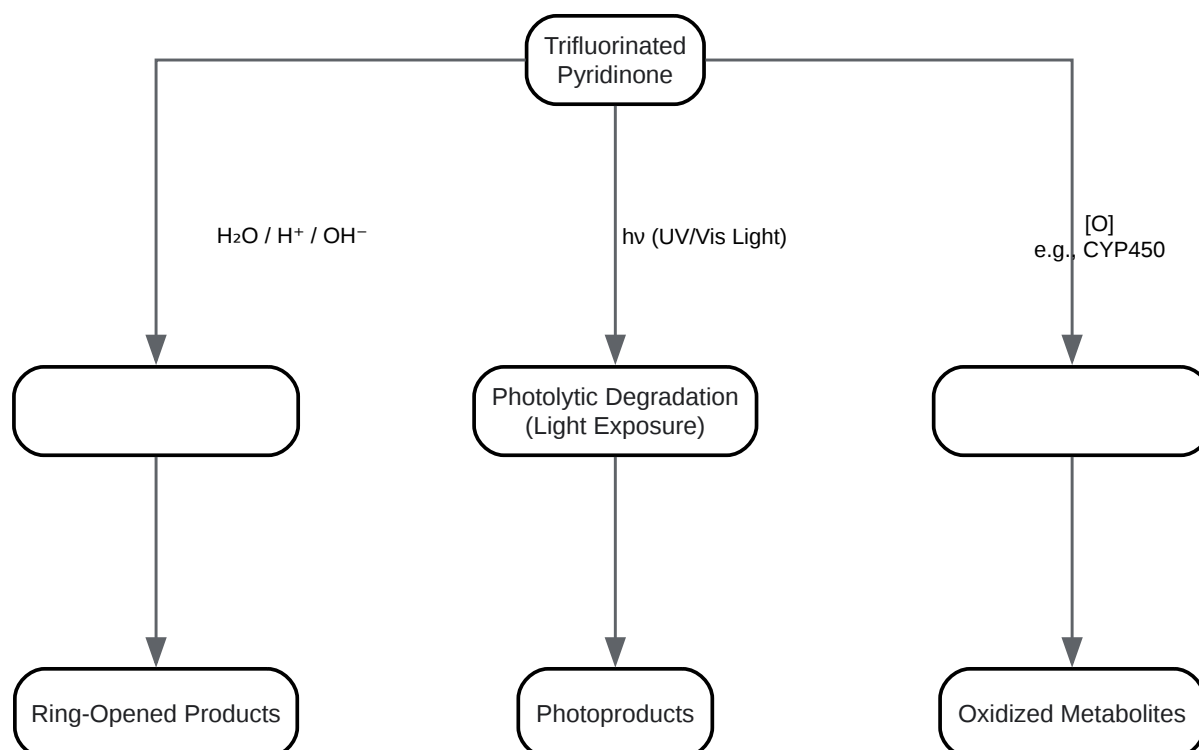 Trifluorinated
Pyridinone
H₂O / H⁺ / OH⁻
hν (UV/Vis Light)
[O]
e.g., CYP450
Photolytic Degradation
(Light Exposure)
Ring-Opened Products
Photoproducts
Oxidized Metabolites